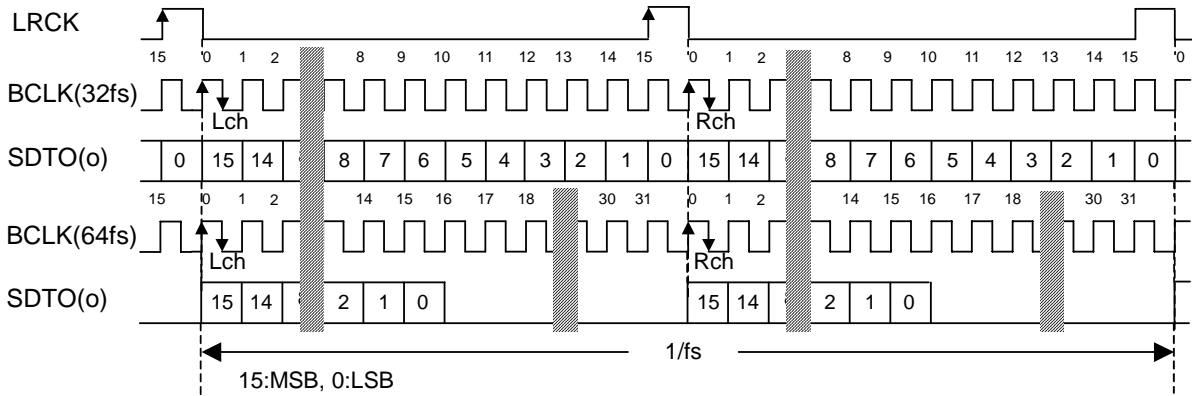 LRCK
15 0 1 2 8 9 10 11 12 13 14 15 0 1 2 8 9 10 11 12 13 14 15 0
BCLK(32fs)
Lch Rch
SDTO(o) 0 15 14 8 7 6 5 4 3 2 1 0 15 14 8 7 6 5 4 3 2 1 0
15 0 1 2 14 15 16 17 18 30 31 0 1 2 14 15 16 17 18 30 31
BCLK(64fs)
Lch Rch
SDTO(o) 15 14 2 1 0 15 14 2 1 0
1/fs
15:MSB, 0:LSB